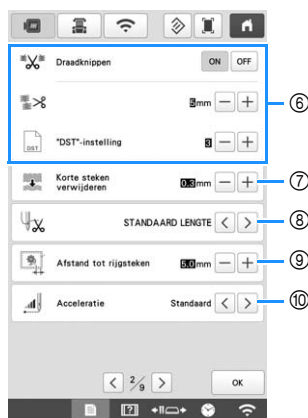 Draadknippen ON OFF
5mm − +
⑥
DST "DST"-instelling 3 − +
Korte steken
verwijderen 0.3mm − +
⑦
STANDAARD LENGTE < >
⑧
Afstand tot rijgsteken 5.0mm − +
⑨
Acceleratie Standaard < >
⑩
< 2/9 > OK